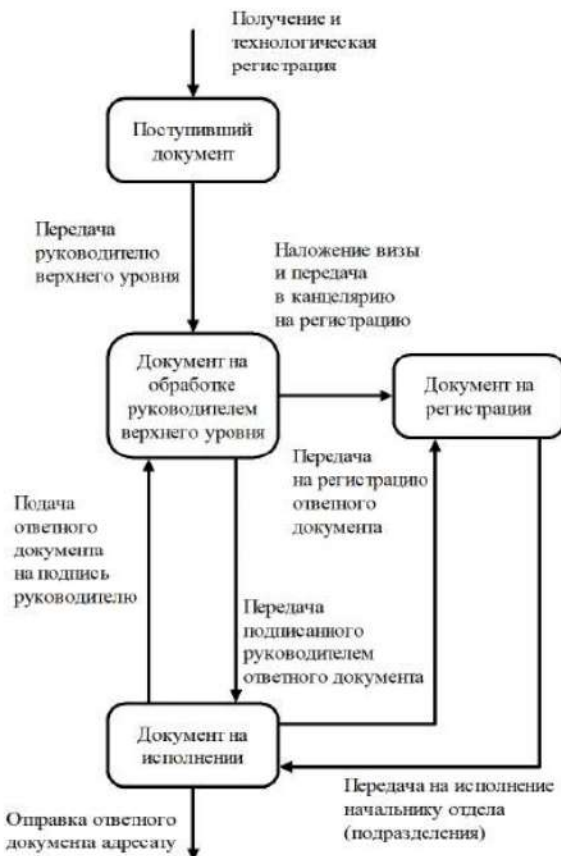 Получение и
технологическая
регистрация
Поступивший
документ
Передача
руководителю
верхнего уровня
Наложение визы
и передача
в канцелярию
на регистрацию
Документ на
обработке
руководителем
верхнего уровня
Документ на
регистрации
Подача
ответного
документа
на подпись
руководителю
Передача
на регистрацию
ответного
документа
Передача
подписанного
руководителем
ответного документа
Документ на
исполнении
Передача на исполнение
начальнику отдела
(подразделения)
Отправка ответного
документа адресату